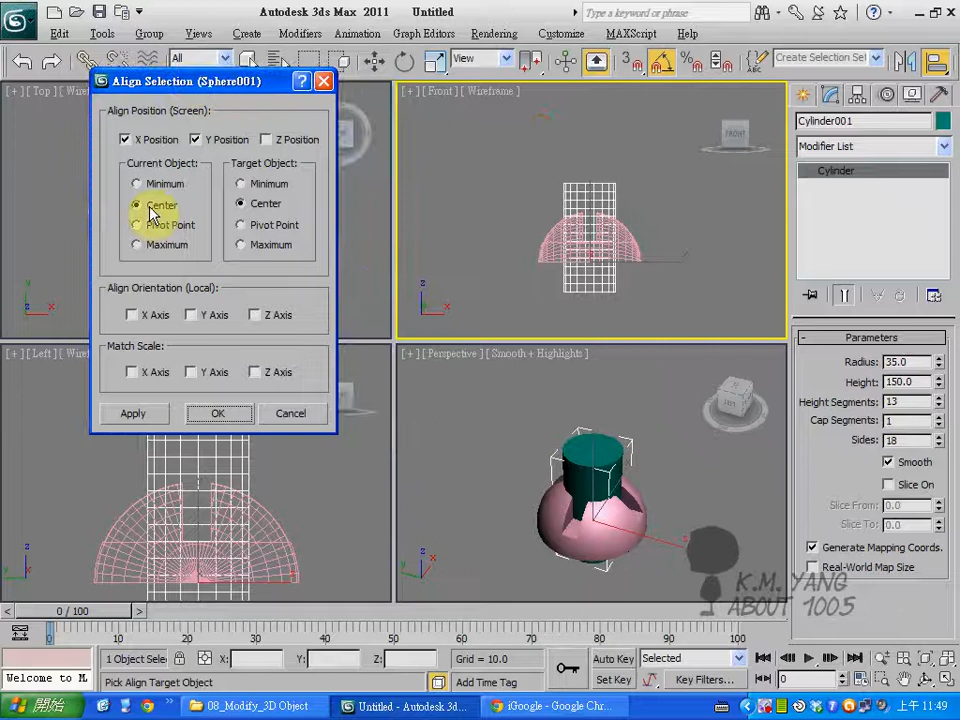 Autodesk 3ds Max 2011 Untitled
Type a keyword or phrase
Edit Tools Group Views Create Modifiers Animation Graph Editors Rendering Customize MAXScript Help
All View Create Selection Se
Align Selection (Sphere001)
Align Position (Screen):
X Position Y Position Z Position
Current Object: Target Object:
Minimum Minimum
Center Center
Pivot Point Pivot Point
Maximum Maximum
Align Orientation (Local):
X Axis Y Axis Z Axis
Match Scale:
X Axis Y Axis Z Axis
Apply OK Cancel
[+] Top ] Wire
[+] Front ] Wireframe ]
FRONT
[+] Left ] Wire
[+] Perspective ] Smooth + Highlights ]
Cylinder001
Modifier List
Cylinder
Parameters
Radius: 35.0
Height: 150.0
Height Segments: 13
Cap Segments: 1
Sides: 18
Smooth
Slice On
Slice From: 0.0
Slice To: 0.0
Generate Mapping Coords.
Real-World Map Size
K.M. YANG
ABOUT 1005
0 / 100
0 10 20 30 40 50 60 70 80 90 100
1 Object Selec X: Y: Z: Grid = 10.0 Auto Key Selected
Welcome to M. Pick Align Target Object Add Time Tag Set Key Key Filters... 0
開始 08_Modify_3D Object Untitled - Autodesk 3d... iGoogle - Google Chr... 上午 11:49